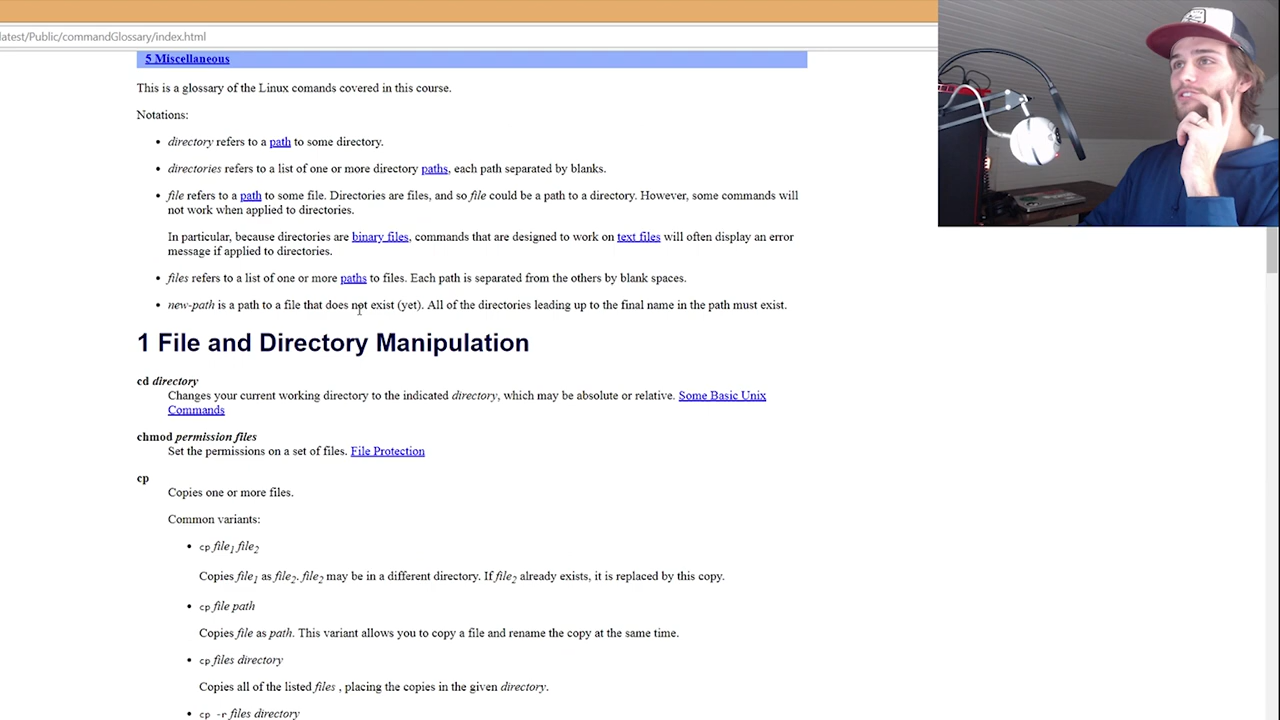 latest/Public/commandGlossary/index.html
5 Miscellaneous
This is a glossary of the Linux comands covered in this course.
Notations:
• directory refers to a path to some directory.
• directories refers to a list of one or more directory paths, each path separated by blanks.
• file refers to a path to some file. Directories are files, and so file could be a path to a directory. However, some commands will
not work when applied to directories.
In particular, because directories are binary files, commands that are designed to work on text files will often display an error
message if applied to directories.
• files refers to a list of one or more paths to files. Each path is separated from the others by blank spaces.
• new-path is a path to a file that does not exist (yet). All of the directories leading up to the final name in the path must exist.
1 File and Directory Manipulation
cd directory
Changes your current working directory to the indicated directory, which may be absolute or relative. Some Basic Unix
Commands
chmod permission files
Set the permissions on a set of files. File Protection
cp
Copies one or more files.
Common variants:
• cp file1 file2
Copies file1 as file2. file2 may be in a different directory. If file2 already exists, it is replaced by this copy.
• cp file path
Copies file as path. This variant allows you to copy a file and rename the copy at the same time.
• cp files directory
Copies all of the listed files , placing the copies in the given directory.
• cp -r files directory